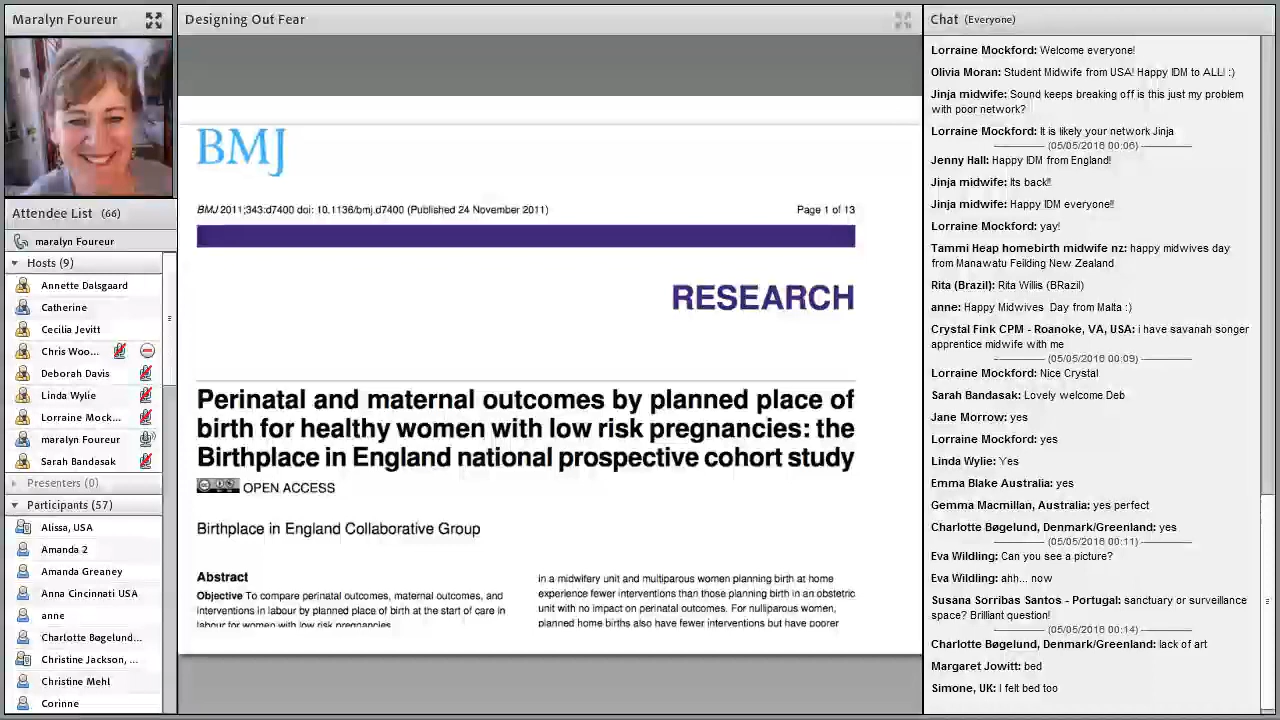 Maralyn Foureur
Designing Out Fear
Chat (Everyone)
Attendee List (66)
maralyn Foureur
Hosts (9)
Annette Dalsgaard
Catherine
Cecilia Jevitt
Chris Woo...
Deborah Davis
Linda Wylie
Lorraine Mock...
maralyn Foureur
Sarah Bandasak
Presenters (0)
Participants (57)
Alissa, USA
Amanda 2
Amanda Greaney
Anna Cincinnati USA
anne
Charlotte Bøgelund...
Christine Jackson, ...
Christine Mehl
Corinne
BMJ
BMJ 2011;343:d7400 doi: 10.1136/bmj.d7400 (Published 24 November 2011)
Page 1 of 13
RESEARCH
Perinatal and maternal outcomes by planned place of
birth for healthy women with low risk pregnancies: the
Birthplace in England national prospective cohort study
OPEN ACCESS
Birthplace in England Collaborative Group
Abstract
Objective To compare perinatal outcomes, maternal outcomes, and
interventions in labour by planned place of birth at the start of care in
labour for women with low risk pregnancies.
in a midwifery unit and multiparous women planning birth at home
experience fewer interventions than those planning birth in an obstetric
unit with no impact on perinatal outcomes. For nulliparous women,
planned home births also have fewer interventions but have poorer
Lorraine Mockford: Welcome everyone!
Olivia Moran: Student Midwife from USA! Happy IDM to ALL! :)
Jinja midwife: Sound keeps breaking off is this just my problem
with poor network?
Lorraine Mockford: It is likely your network Jinja
(05/05/2016 00:06)
Jenny Hall: Happy IDM from England!
Jinja midwife: Its back!!
Jinja midwife: Happy IDM everyone!!
Lorraine Mockford: yay!
Tammi Heap homebirth midwife nz: happy midwives day
from Manawatu Feilding New Zealand
Rita (Brazil): Rita Willis (BRazil)
anne: Happy Midwives Day from Malta :)
Crystal Fink CPM - Roanoke, VA, USA: i have savanah songer
apprentice midwife with me
(05/05/2016 00:09)
Lorraine Mockford: Nice Crystal
Sarah Bandasak: Lovely welcome Deb
Jane Morrow: yes
Lorraine Mockford: yes
Linda Wylie: Yes
Emma Blake Australia: yes
Gemma Macmillan, Australia: yes perfect
Charlotte Bøgelund, Denmark/Greenland: yes
(05/05/2016 00:11)
Eva Wildling: Can you see a picture?
Eva Wildling: ahh... now
Susana Sorribas Santos - Portugal: sanctuary or surveillance
space? Brilliant question!
(05/05/2016 00:14)
Charlotte Bøgelund, Denmark/Greenland: lack of art
Margaret Jowitt: bed
Simone, UK: I felt bed too